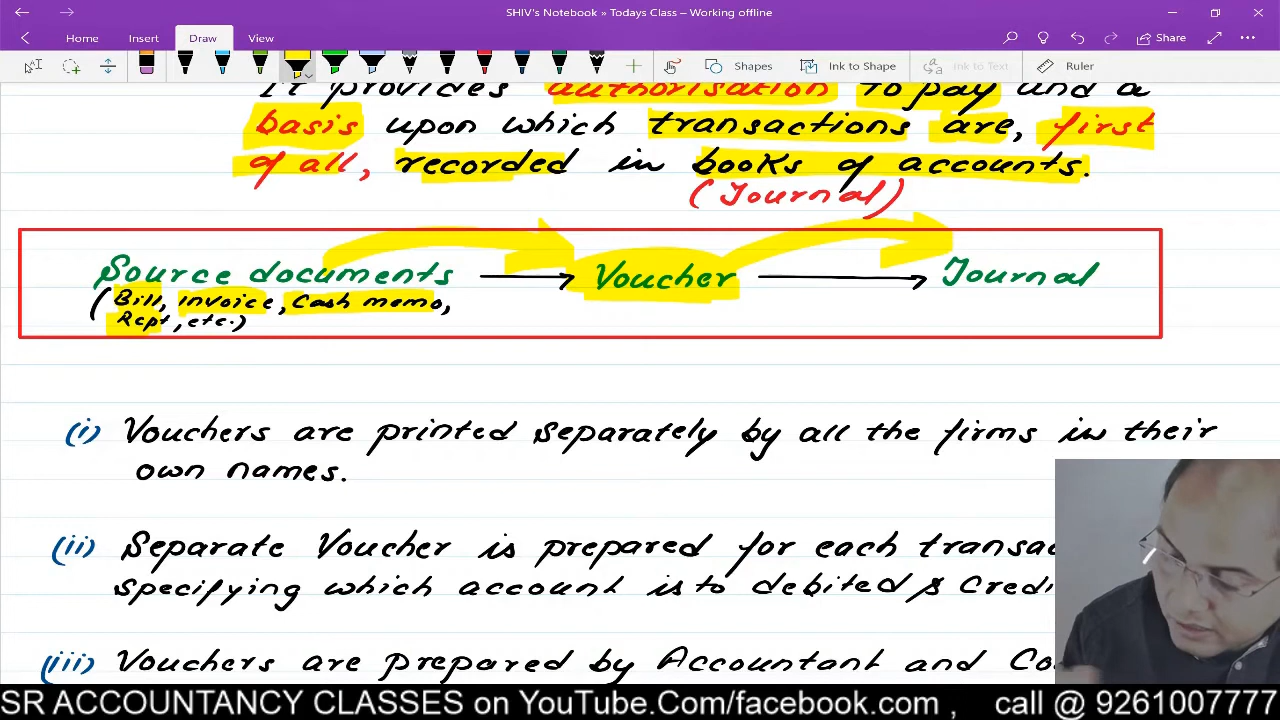 SHIV's Notebook » Todays Class – Working offline
Home Insert Draw View
Share
Shapes Ink to Shape Ink to Text Ruler
It provides authorisation to pay and a
basis upon which transactions are, first
of all, recorded in books of accounts.
(Journal)
Source documents → Voucher → Journal
(Bill, invoice, Cash memo,
Rcpt, etc.)
(i) Vouchers are printed separately by all the firms in their
own names.
(ii) Separate Voucher is prepared for each transac
specifying which account is to debited & Credi
(iii) Vouchers are prepared by Accountant and Co
SR ACCOUNTANCY CLASSES on YouTube.Com/facebook.com , call @ 9261007777